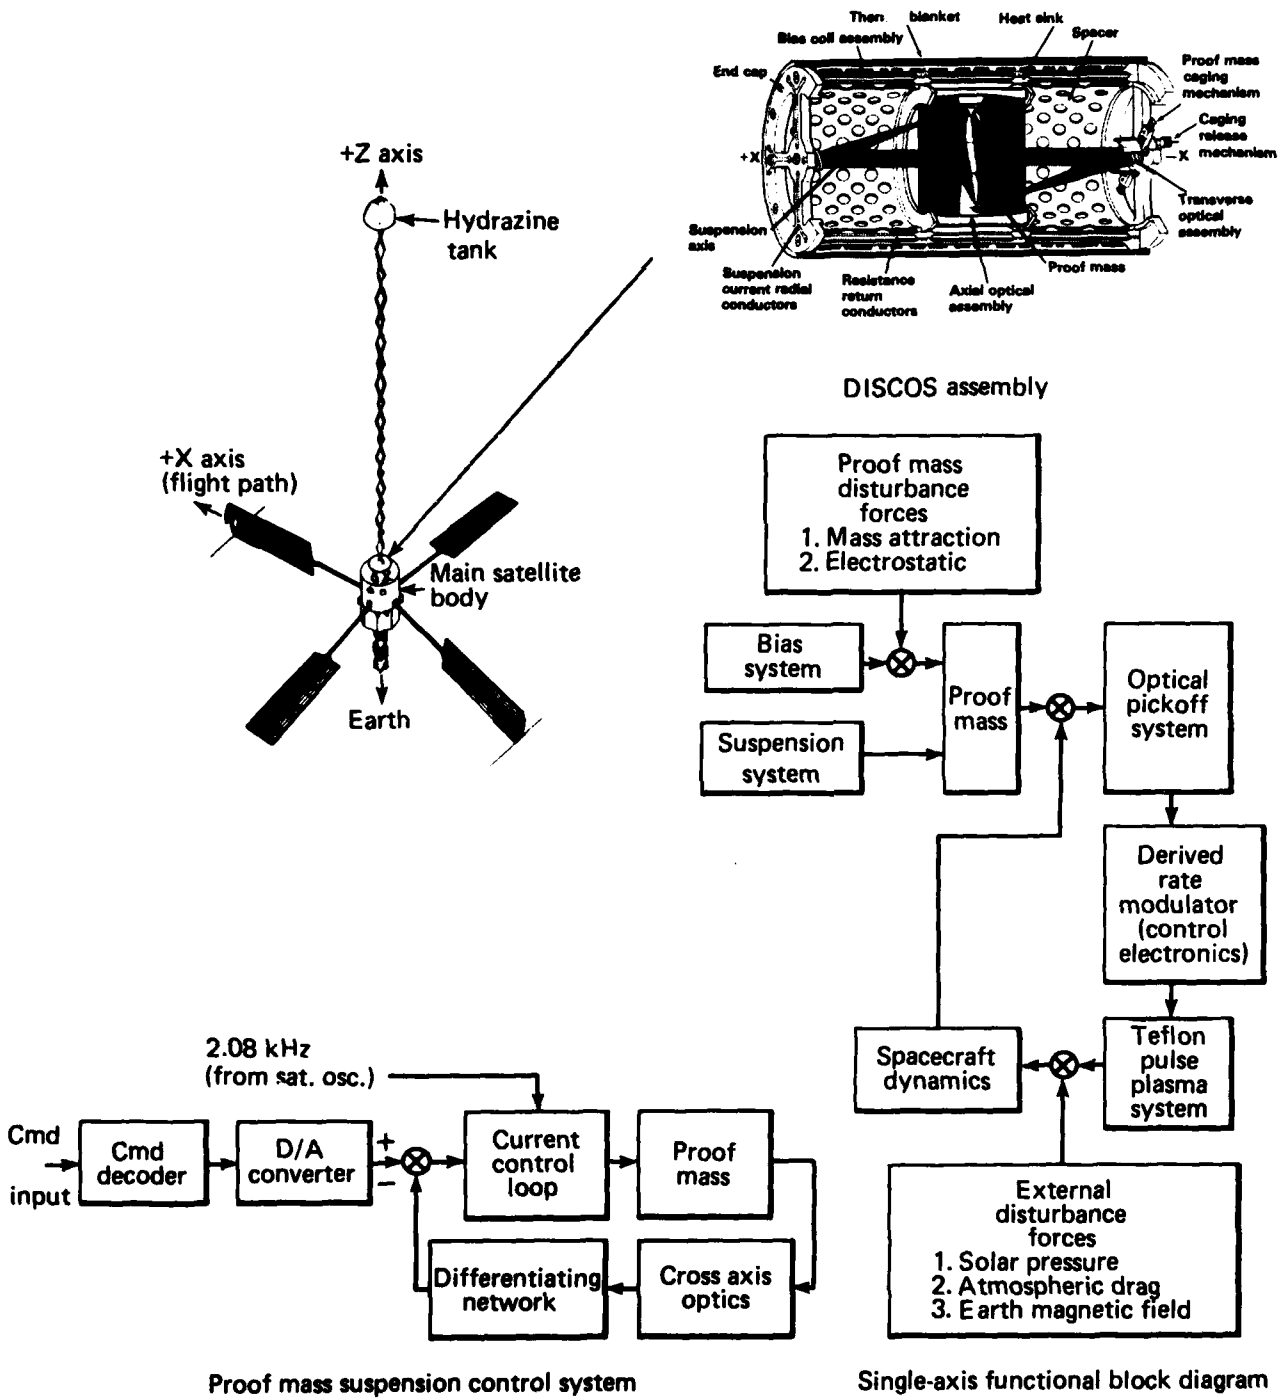 Then blanket
Heat sink
Bias coil assembly
Spacer
End cap
Proof mass
caging
mechanism
Caging
release
mechanism
+X
-X
Transverse
optical
assembly
Suspension
axis
Suspension
current radial
conductors
Resistance
return
conductors
Axial optical
assembly
Proof mass
DISCOS assembly
+Z axis
Hydrazine
tank
+X axis
(flight path)
Main satellite
body
Earth
Proof mass
disturbance
forces
1. Mass attraction
2. Electrostatic
Bias
system
Suspension
system
Proof
mass
Optical
pickoff
system
Derived
rate
modulator
(control
electronics)
Teflon
pulse
plasma
system
Spacecraft
dynamics
External
disturbance
forces
1. Solar pressure
2. Atmospheric drag
3. Earth magnetic field
Single-axis functional block diagram
2.08 kHz
(from sat. osc.)
Cmd
input
Cmd
decoder
D/A
converter
+
−
Current
control
loop
Proof
mass
Differentiating
network
Cross axis
optics
Proof mass suspension control system